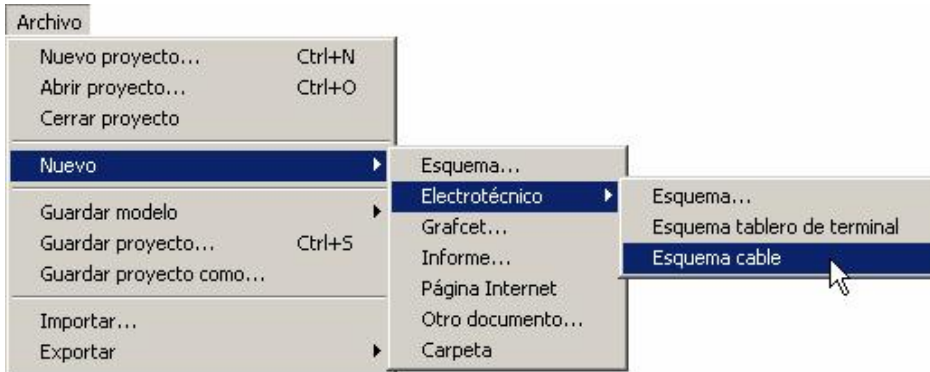 Archivo
Nuevo proyecto... Ctrl+N
Abrir proyecto... Ctrl+O
Cerrar proyecto
Nuevo
Guardar modelo
Guardar proyecto... Ctrl+S
Guardar proyecto como...
Importar...
Exportar
Esquema...
Electrotécnico
Grafcet...
Informe...
Página Internet
Otro documento...
Carpeta
Esquema...
Esquema tablero de terminal
Esquema cable